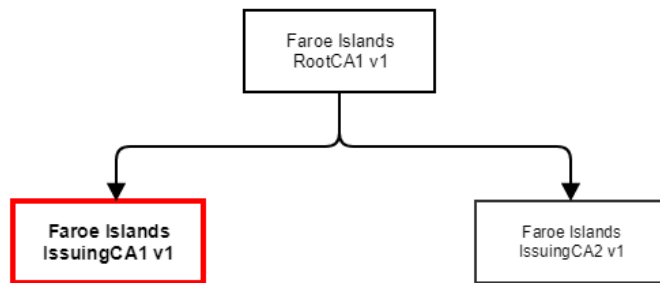 Faroe Islands
RootCA1 v1
Faroe Islands
IssuingCA1 v1
Faroe Islands
IssuingCA2 v1